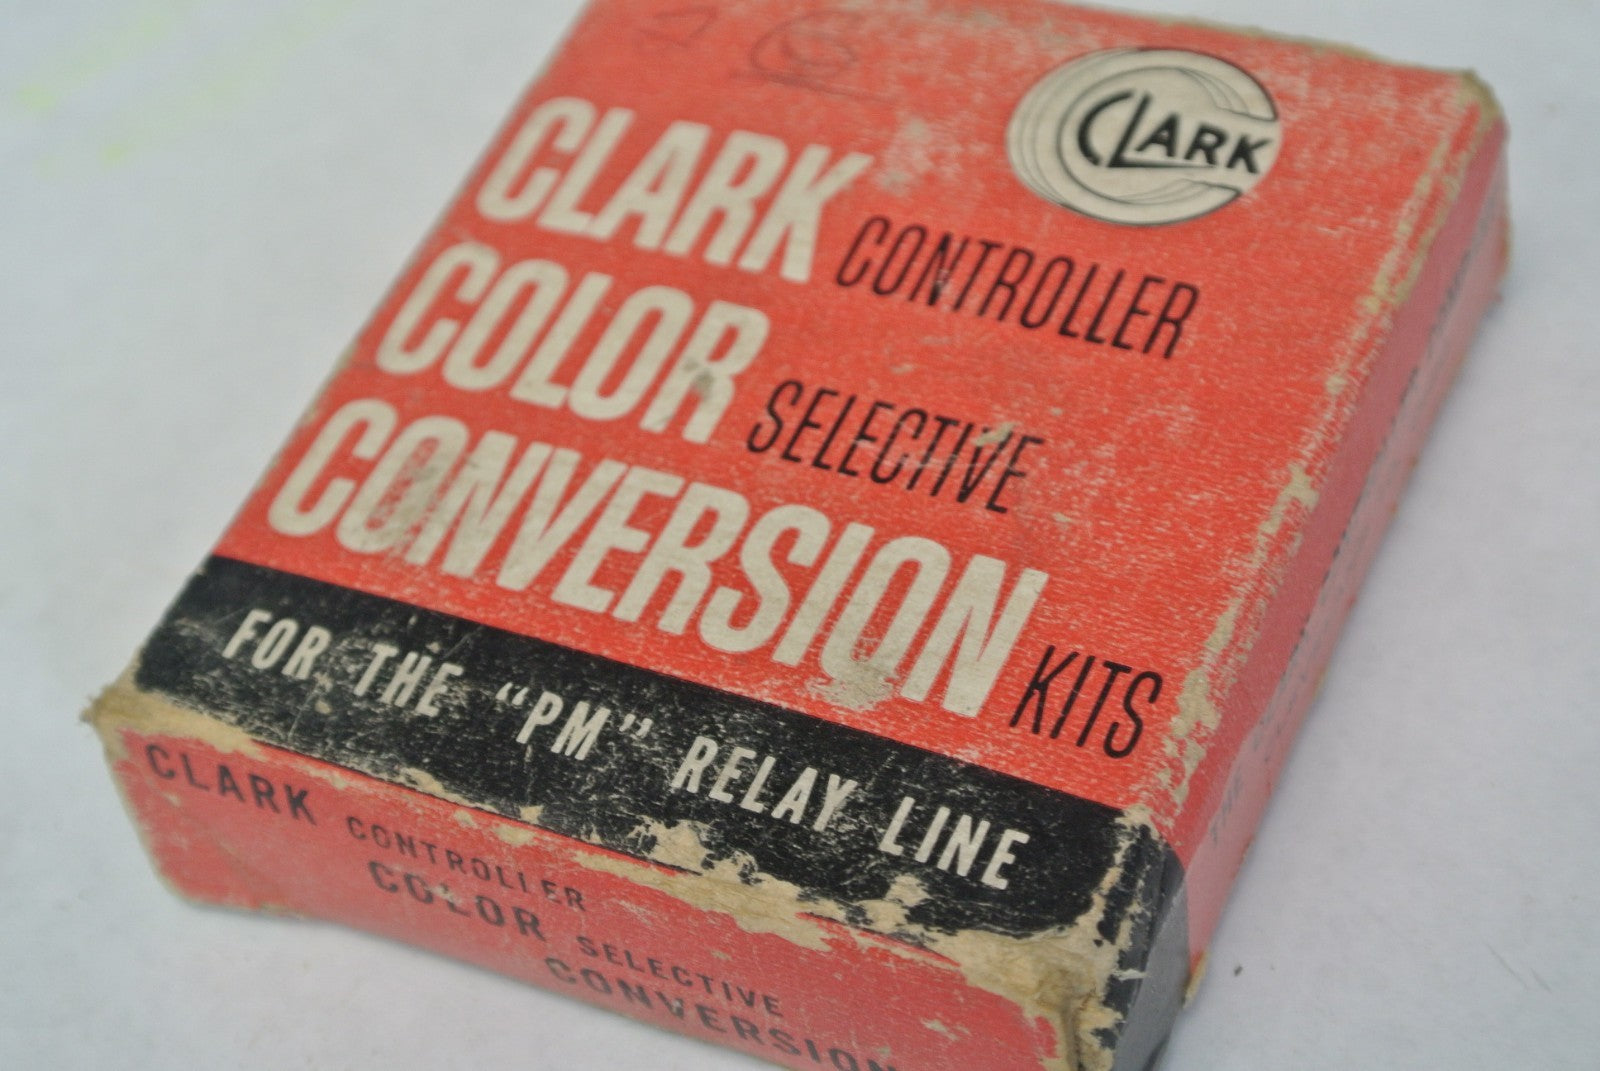 CLARK
CLARK CONTROLLER
COLOR SELECTIVE
CONVERSION KITS
FOR THE "PM" RELAY LINE
CLARK CONTROLLER
COLOR SELECTIVE
CONVERSION